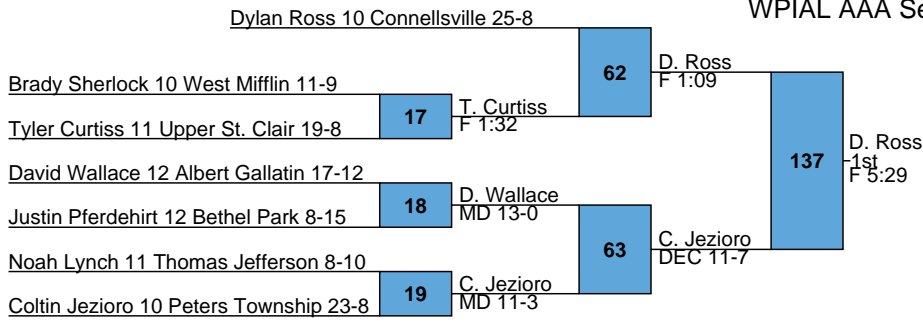 WPIAL AAA Se
Dylan Ross 10 Connellsville 25-8
62
D. Ross
F 1:09
Brady Sherlock 10 West Mifflin 11-9
17
T. Curtiss
F 1:32
Tyler Curtiss 11 Upper St. Clair 19-8
137
D. Ross
1st
F 5:29
David Wallace 12 Albert Gallatin 17-12
18
D. Wallace
MD 13-0
Justin Pferdehirt 12 Bethel Park 8-15
63
C. Jezioro
DEC 11-7
Noah Lynch 11 Thomas Jefferson 8-10
19
C. Jezioro
MD 11-3
Coltin Jezioro 10 Peters Township 23-8